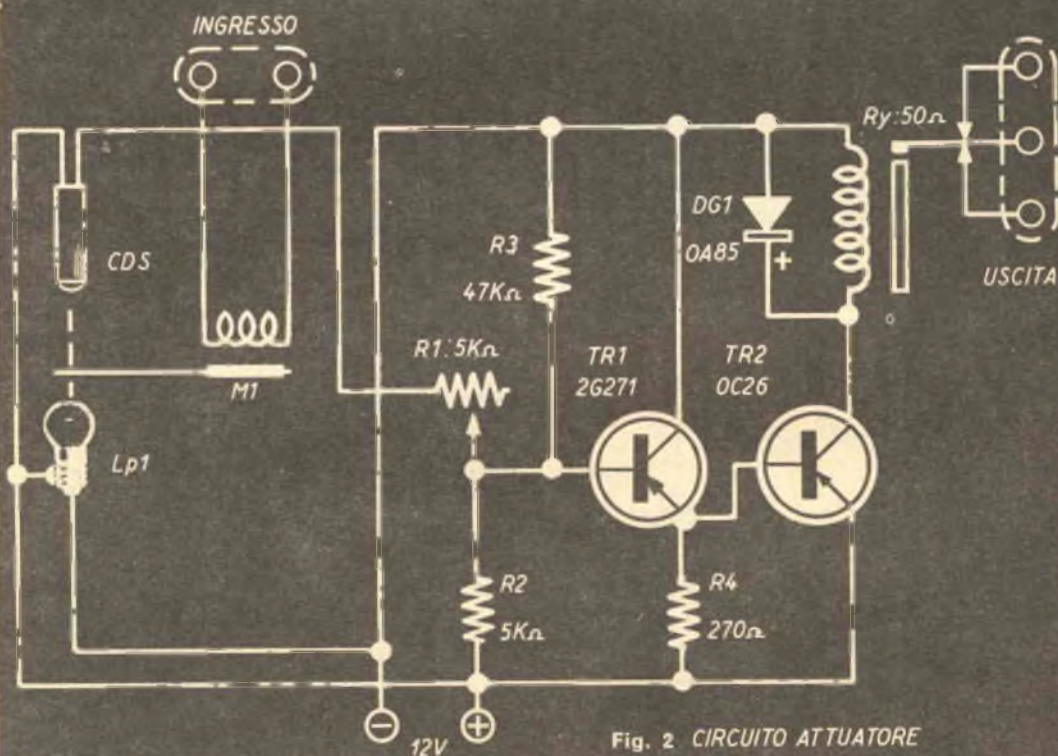 INGRESSO
CDS
M1
Lp1
R1:5KΩ
R3
47KΩ
DG1
OA85
+
Ry:50Ω
USCITA
TR1
2G271
TR2
OC26
R2
5KΩ
R4
270Ω
−
12V
+
Fig. 2 CIRCUITO ATTUATORE